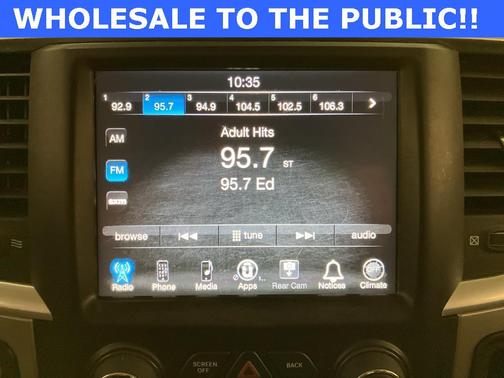 WHOLESALE TO THE PUBLIC!!
10:35
1 92.9 2 95.7 3 94.9 4 104.5 5 102.5 6 106.3
AM
Adult Hits
FM
95.7 ST
95.7 Ed
sxm
browse tune audio
Radio Phone Media Apps Rear Cam Notices Climate
OFF
SCREEN OFF BACK